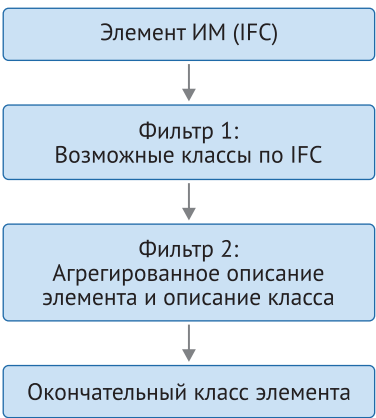 Элемент ИМ (IFC)
Фильтр 1:
Возможные классы по IFC
Фильтр 2:
Агрегированное описание
элемента и описание класса
Окончательный класс элемента